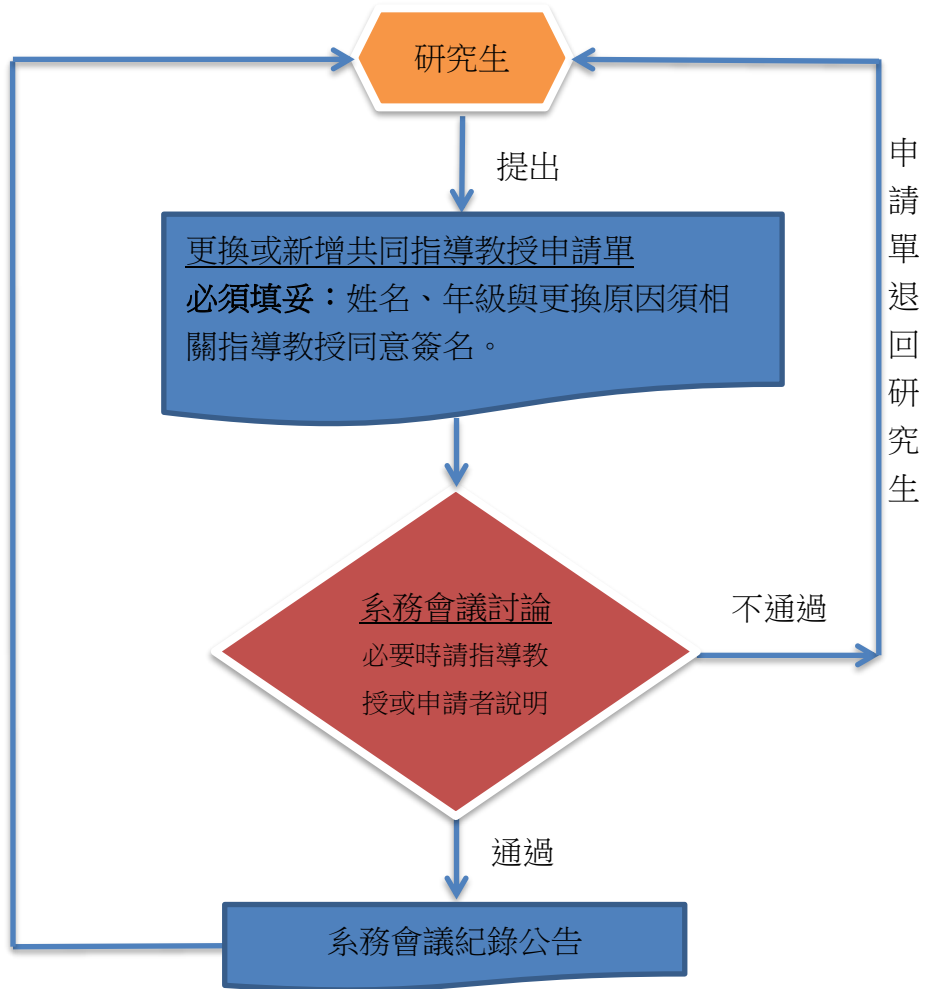 研究生
提出
更換或新增共同指導教授申請單
必須填妥：姓名、年級與更換原因須相
關指導教授同意簽名。
申請單退回研究生
系務會議討論
必要時請指導教
授或申請者說明
不通過
通過
系務會議紀錄公告